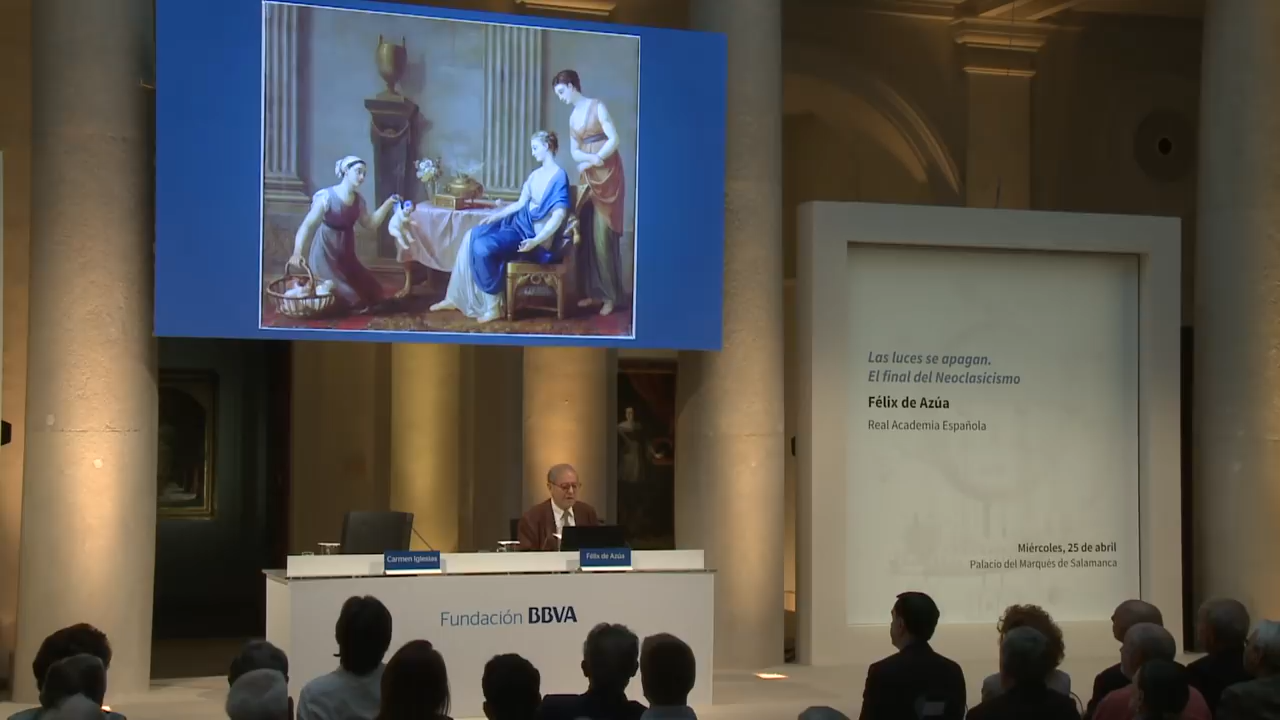 Las luces se apagan.
El final del Neoclasicismo
Félix de Azúa
Real Academia Española
Miércoles, 25 de abril
Palacio del Marqués de Salamanca
Carmen Iglesias
Félix de Azúa
Fundación BBVA